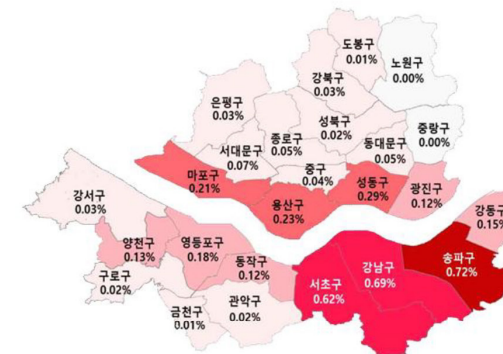 도봉구
0.01%
노원구
0.00%
강북구
0.03%
은평구
0.03%
성북구
0.02%
중랑구
0.00%
종로구
0.05%
서대문구
0.07%
동대문구
0.05%
중구
0.04%
마포구
0.21%
성동구
0.29%
광진구
0.12%
용산구
0.23%
강서구
0.03%
강동구
0.15%
양천구
0.13%
영등포구
0.18%
동작구
0.12%
강남구
0.69%
송파구
0.72%
서초구
0.62%
구로구
0.02%
금천구
0.01%
관악구
0.02%